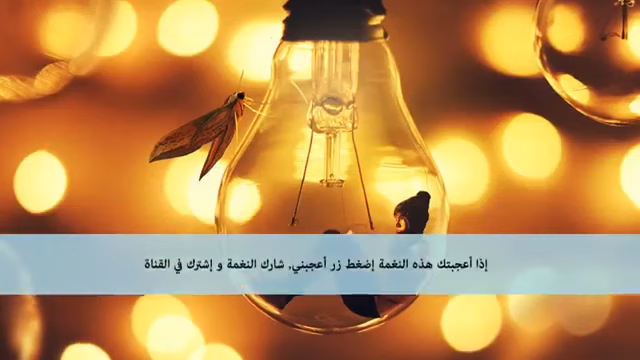 إذا أعجبتك هذه النغمة إضغط زر أعجبني, شارك النغمة و إشترك في القناة